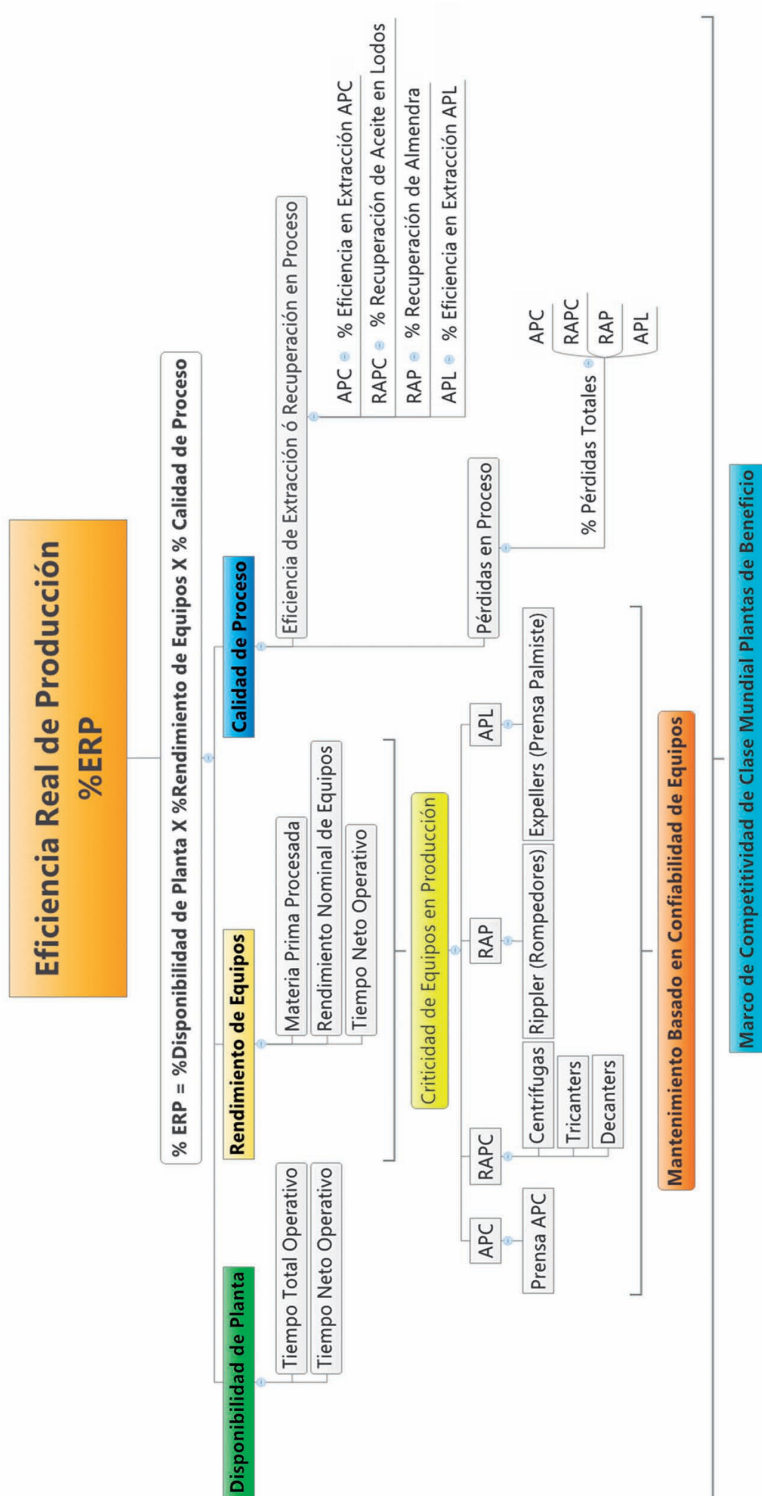 Eficiencia Real de Producción
%ERP
% ERP = %Disponibilidad de Planta X %Rendimiento de Equipos X % Calidad de Proceso
Disponibilidad de Planta
Tiempo Total Operativo
Tiempo Neto Operativo
Rendimiento de Equipos
Materia Prima Procesada
Rendimiento Nominal de Equipos
Tiempo Neto Operativo
Calidad de Proceso
Eficiencia de Extracción ó Recuperación en Proceso
APC % Eficiencia en Extracción APC
RAPC % Recuperación de Aceite en Lodos
RAP % Recuperación de Almendra
APL % Eficiencia en Extracción APL
Pérdidas en Proceso
% Pérdidas Totales
APC
RAPC
RAP
APL
Criticidad de Equipos en Producción
APC
Prensa APC
RAPC
Centrífugas
Tricanters
Decanters
RAP
Rippler (Rompedores)
APL
Expellers (Prensa Palmiste)
Mantenimiento Basado en Confiabilidad de Equipos
Marco de Competitividad de Clase Mundial Plantas de Beneficio